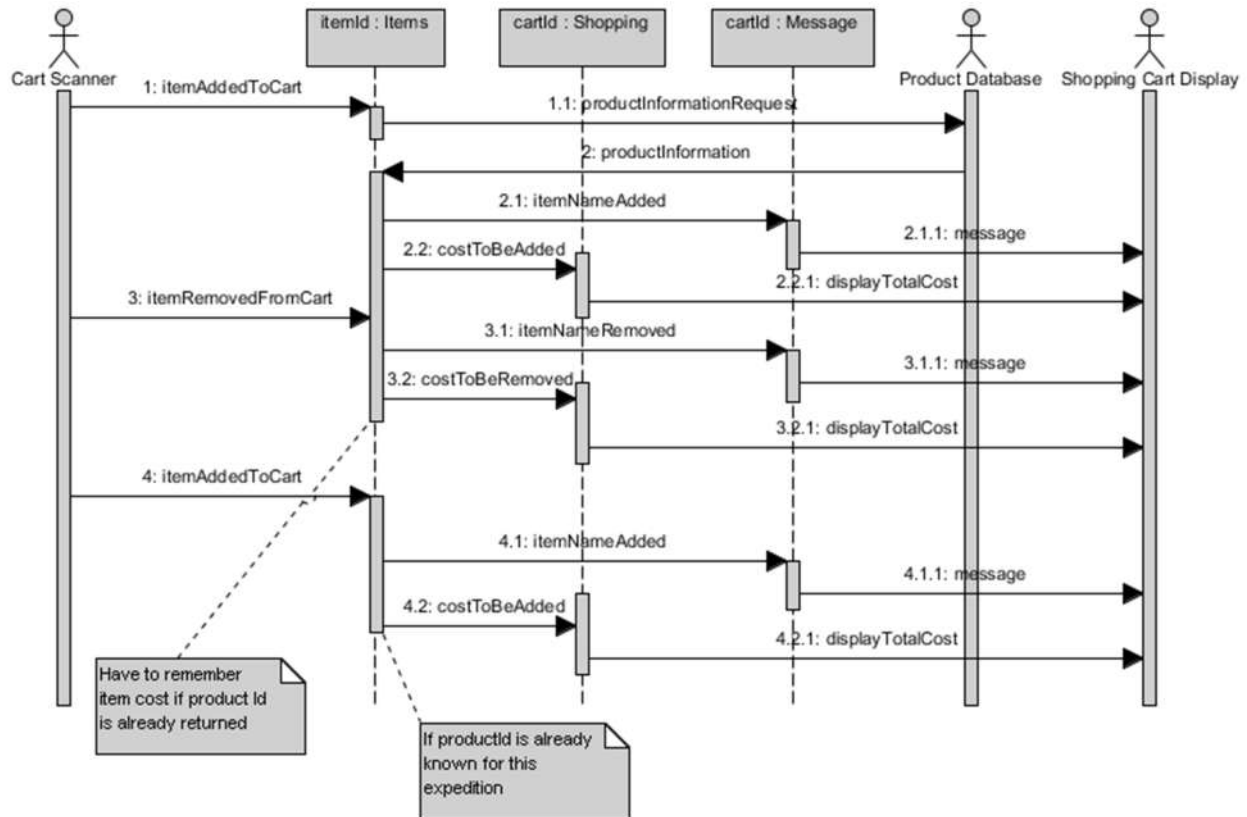 itemId : Items
cartId : Shopping
cartId : Message
Cart Scanner
Product Database
Shopping Cart Display
1: itemAddedToCart
1.1: productInformationRequest
2: productInformation
2.1: itemNameAdded
2.1.1: message
2.2: costToBeAdded
2.2.1: displayTotalCost
3: itemRemovedFromCart
3.1: itemNameRemoved
3.1.1: message
3.2: costToBeRemoved
3.2.1: displayTotalCost
4: itemAddedToCart
4.1: itemNameAdded
4.1.1: message
4.2: costToBeAdded
4.2.1: displayTotalCost
Have to remember
item cost if product Id
is already returned
If productId is already
known for this
expedition